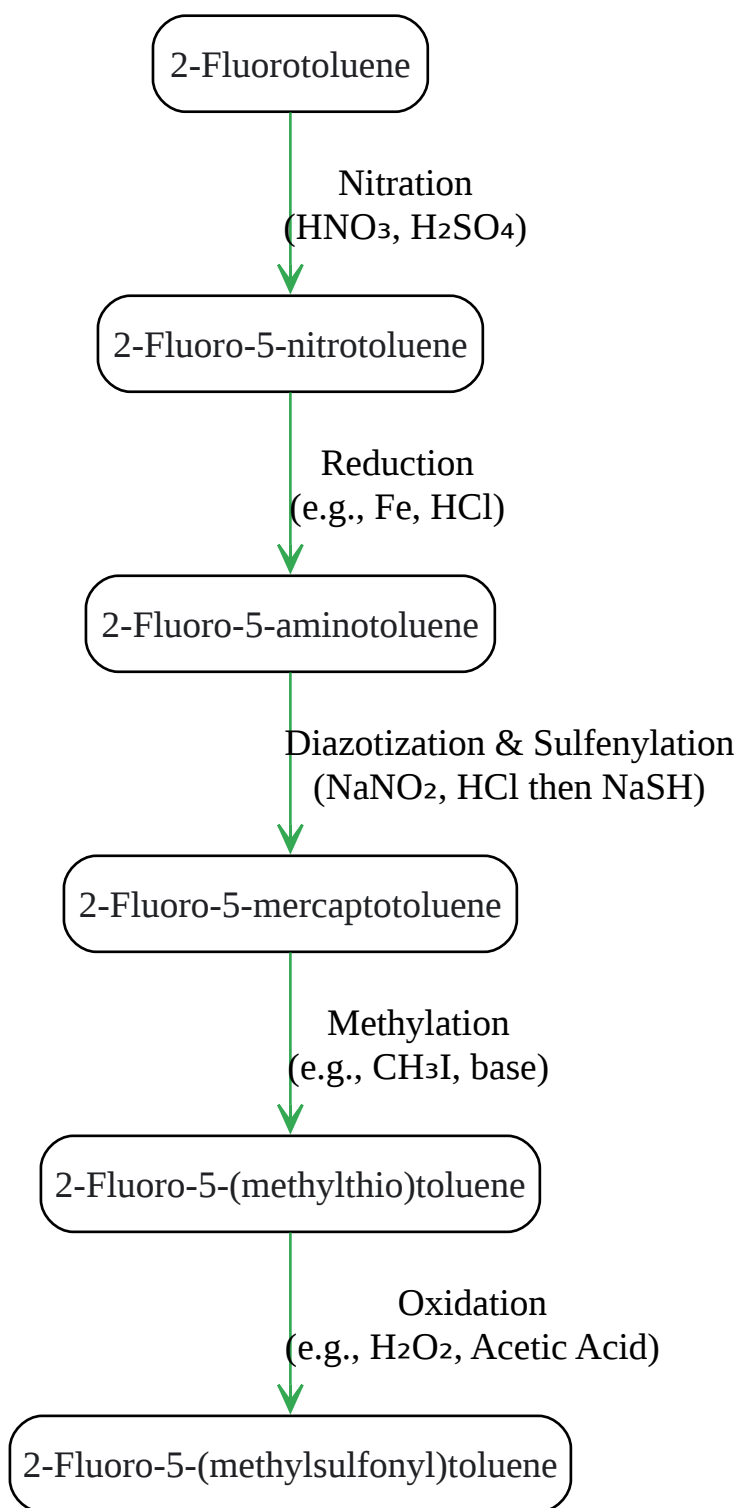 2-Fluorotoluene
Nitration
(HNO₃, H₂SO₄)
2-Fluoro-5-nitrotoluene
Reduction
(e.g., Fe, HCl)
2-Fluoro-5-aminotoluene
Diazotization & Sulfenylation
(NaNO₂, HCl then NaSH)
2-Fluoro-5-mercaptotoluene
Methylation
(e.g., CH₃I, base)
2-Fluoro-5-(methylthio)toluene
Oxidation
(e.g., H₂O₂, Acetic Acid)
2-Fluoro-5-(methylsulfonyl)toluene